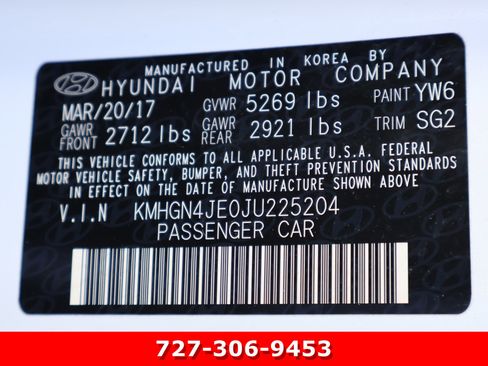 MANUFACTURED IN KOREA BY
HYUNDAI MOTOR COMPANY
MAR/20/17 GVWR 5269 lbs PAINT YW6
GAWR FRONT 2712 lbs GAWR REAR 2921 lbs TRIM SG2
THIS VEHICLE CONFORMS TO ALL APPLICABLE U.S.A. FEDERAL
MOTOR VEHICLE SAFETY, BUMPER, AND THEFT PREVENTION STANDARDS
IN EFFECT ON THE DATE OF MANUFACTURE SHOWN ABOVE.
V.I.N KMHGN4JE0JU225204
PASSENGER CAR
727-306-9453